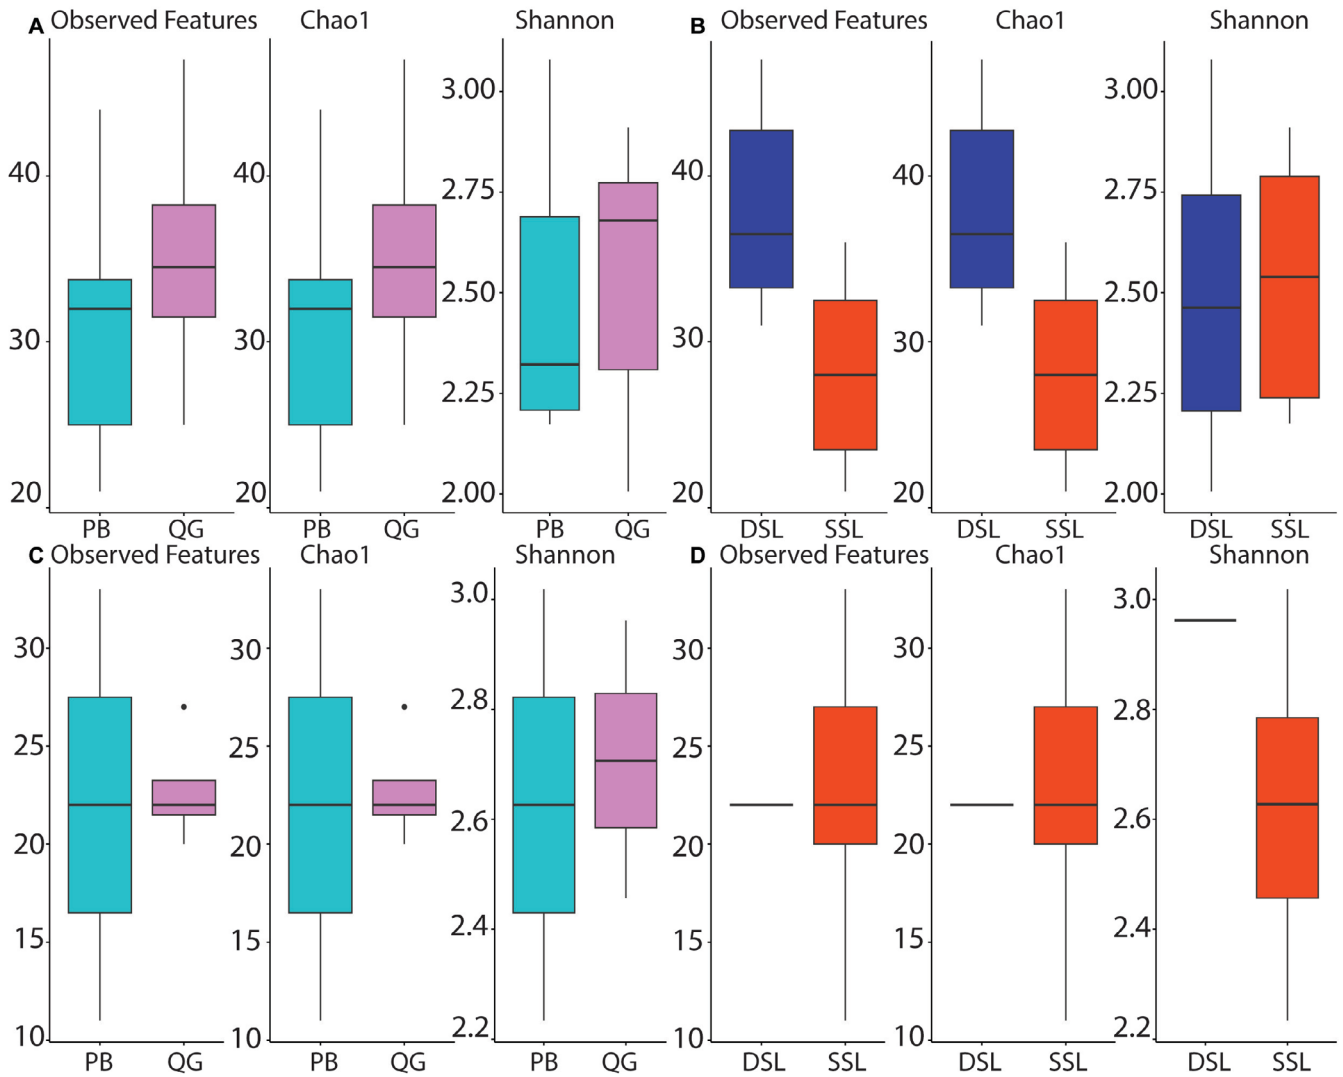 A Observed Features Chao1 Shannon B Observed Features Chao1 Shannon
40 30 20
PB QG
40 30 20
PB QG
3.00 2.75 2.50 2.25 2.00
PB QG
40 30 20
DSL SSL
40 30 20
DSL SSL
3.00 2.75 2.50 2.25 2.00
DSL SSL
C Observed Features Chao1 Shannon D Observed Features Chao1 Shannon
30 25 20 15 10
PB QG
30 25 20 15 10
PB QG
3.0 2.8 2.6 2.4 2.2
PB QG
30 25 20 15 10
DSL SSL
30 25 20 15 10
DSL SSL
3.0 2.8 2.6 2.4 2.2
DSL SSL